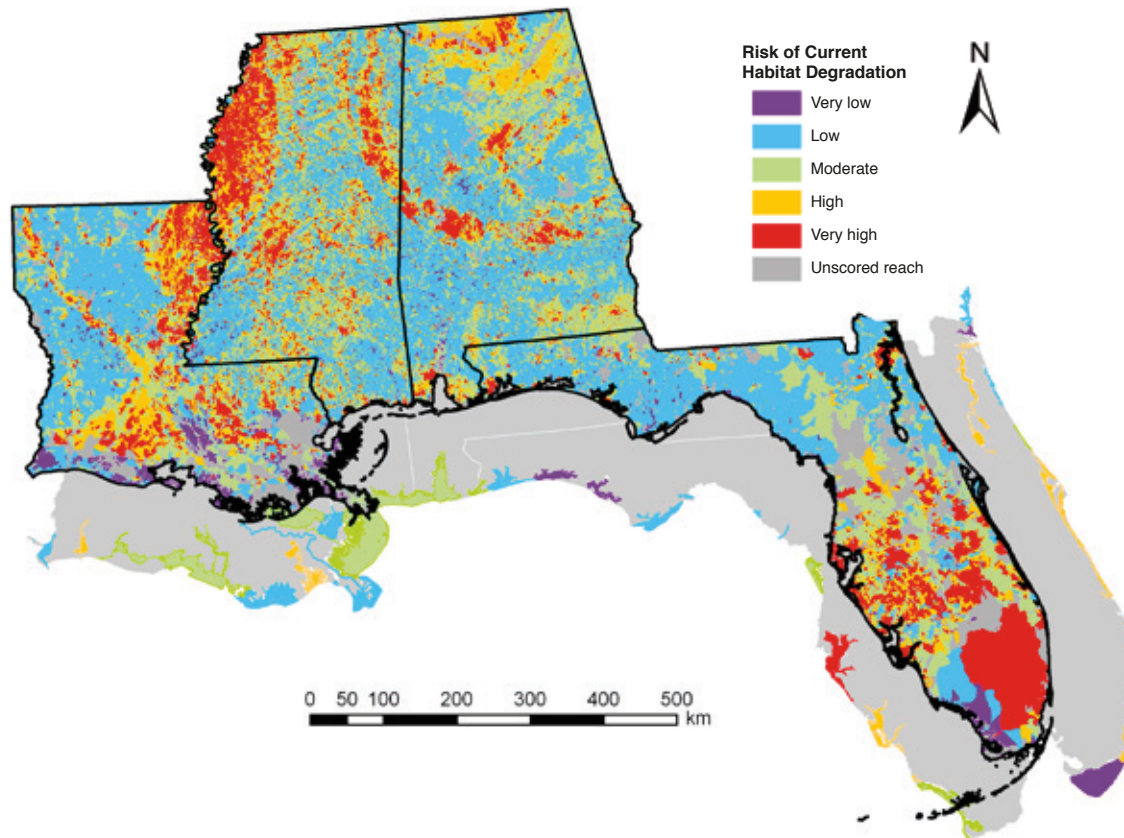 Risk of Current
Habitat Degradation
Very low
Low
Moderate
High
Very high
Unscored reach
N
0 50 100 200 300 400 500
km